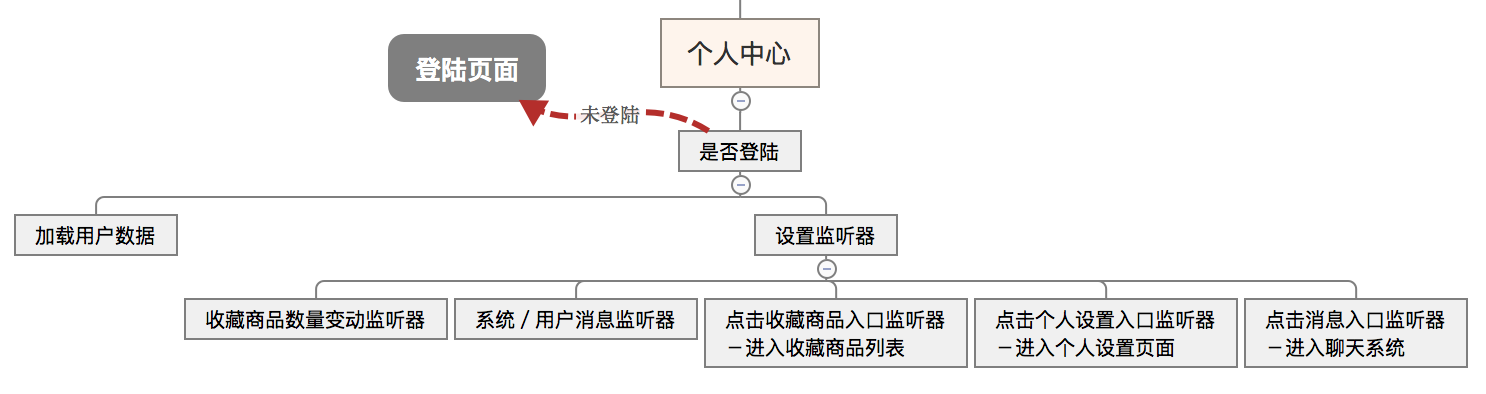 个人中心
登陆页面
未登陆
是否登陆
加载用户数据
设置监听器
收藏商品数量变动监听器
系统 / 用户消息监听器
点击收藏商品入口监听器
－进入收藏商品列表
点击个人设置入口监听器
－进入个人设置页面
点击消息入口监听器
－进入聊天系统